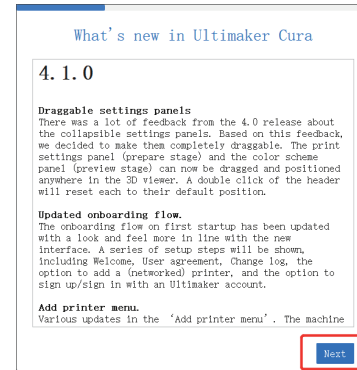 What's new in Ultimaker Cura
4.1.0
Draggable settings panels
There was a lot of feedback from the 4.0 release about
the collapsible settings panels. Based on this feedback,
we decided to make them completely draggable. The print
settings panel (prepare stage) and the color scheme
panel (preview stage) can now be dragged and positioned
anywhere in the 3D viewer. A double click of the header
will reset each to their default position.
Updated onboarding flow.
The onboarding flow on first startup has been updated
with a look and feel more in line with the new
interface. A series of setup steps will be shown,
including Welcome, User agreement, Change log, the
option to add a (networked) printer, and the option to
sign up/sign in with an Ultimaker account.
Add printer menu.
Various updates in the ‘Add printer menu’. The machine
Next